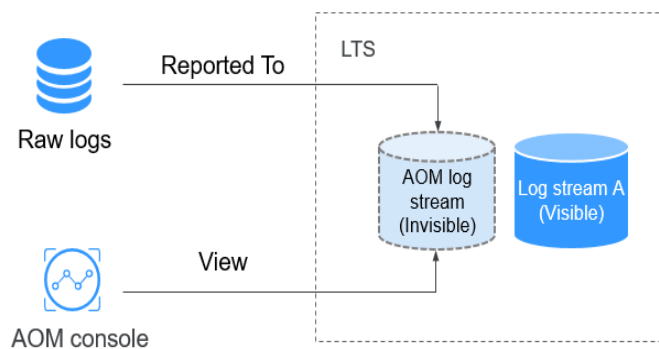 LTS
Reported To
Raw logs
AOM log
stream
(Invisible)
Log stream A
(Visible)
View
AOM console